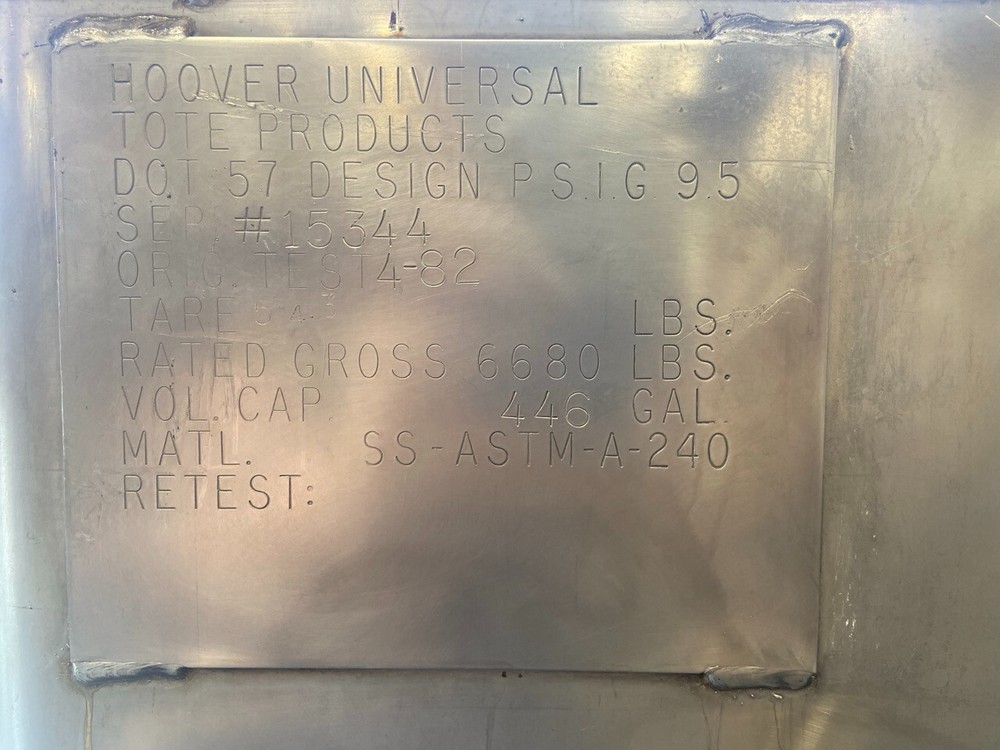 HOOVER UNIVERSAL
TOTE PRODUCTS
DOT 57 DESIGN P.S.I.G 9.5
SER. #15344
ORIG. TEST 4-82
TARE LBS.
RATED GROSS 6680 LBS.
VOL. CAP. 446 GAL.
MATL. SS-ASTM-A-240
RETEST: